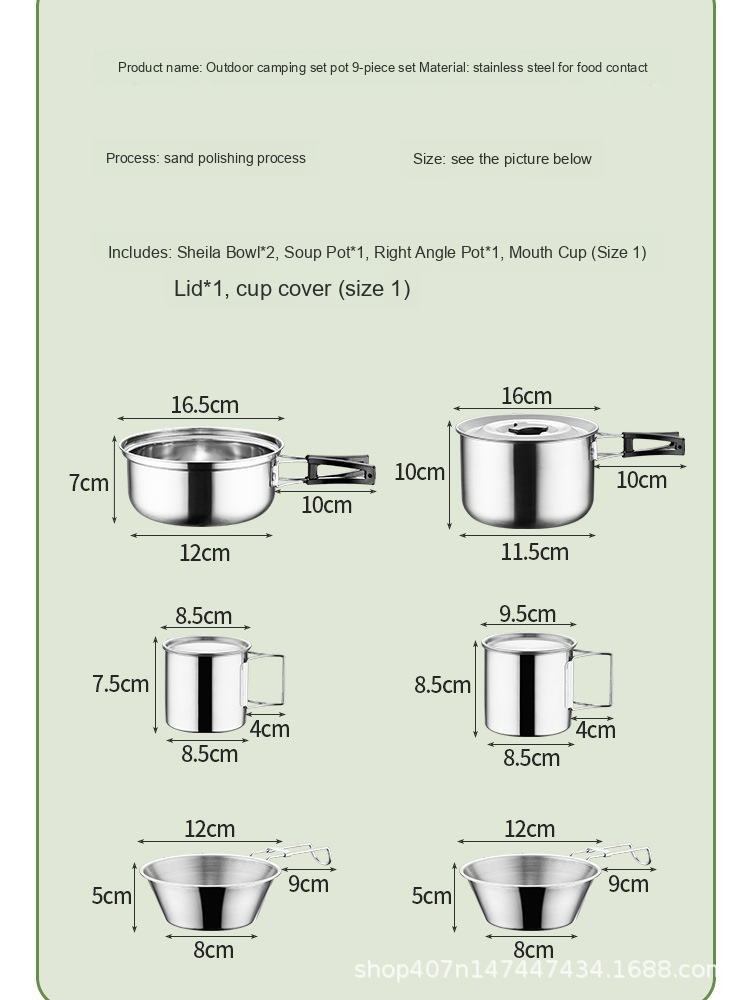 Product name: Outdoor camping set pot 9-piece set Material: stainless steel for food contact
Process: sand polishing process
Size: see the picture below
Includes: Sheila Bowl*2, Soup Pot*1, Right Angle Pot*1, Mouth Cup (Size 1)
Lid*1, cup cover (size 1)
16.5cm
7cm
10cm
12cm
16cm
10cm
10cm
11.5cm
8.5cm
7.5cm
4cm
8.5cm
9.5cm
8.5cm
4cm
8.5cm
12cm
5cm
9cm
8cm
12cm
5cm
9cm
8cm
shop407n147447434.1688.com